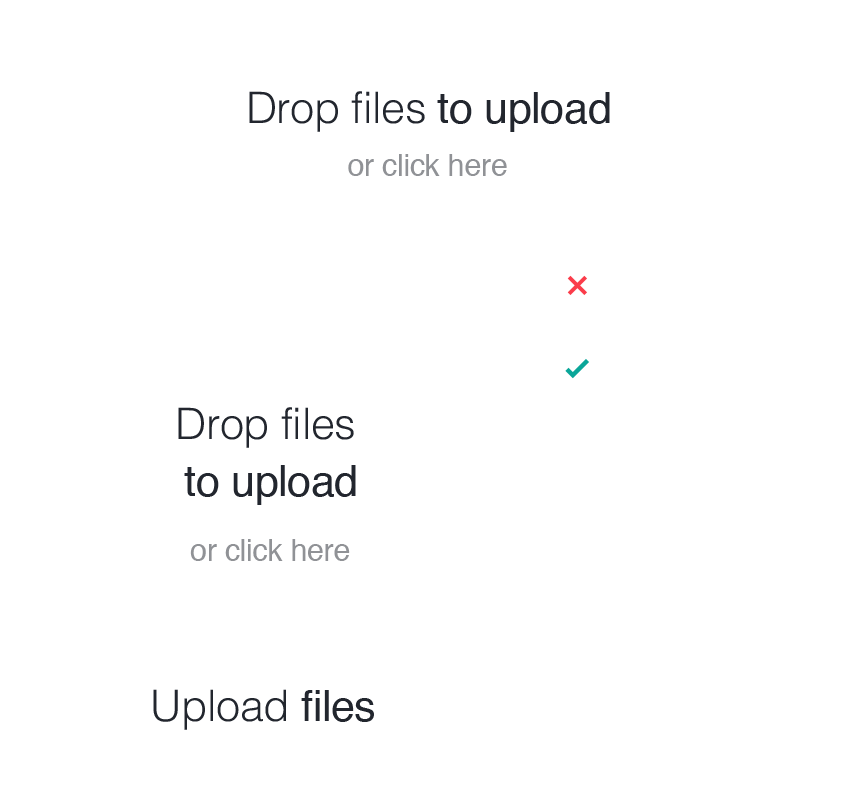 Drop files to upload
or click here
Drop files
to upload
or click here
Upload files